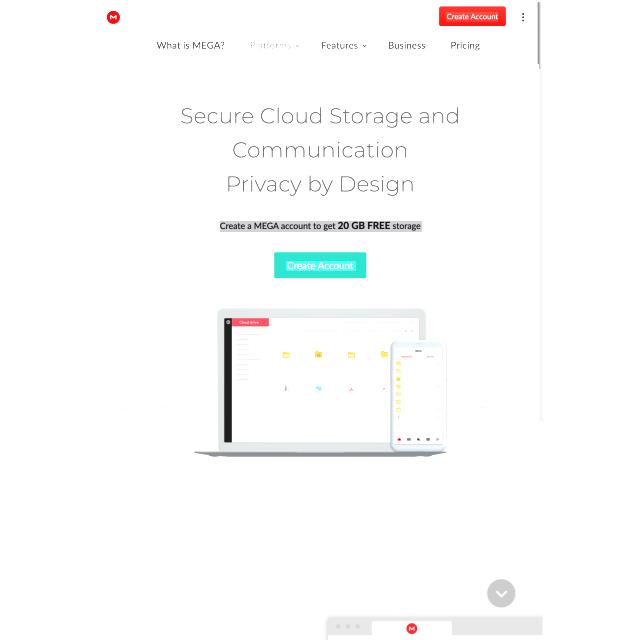 M
Create Account
What is MEGA?
Platforms
Features
Business
Pricing
Secure Cloud Storage and
Communication
Privacy by Design
Create a MEGA account to get 20 GB FREE storage
Create Account
Cloud drive
M